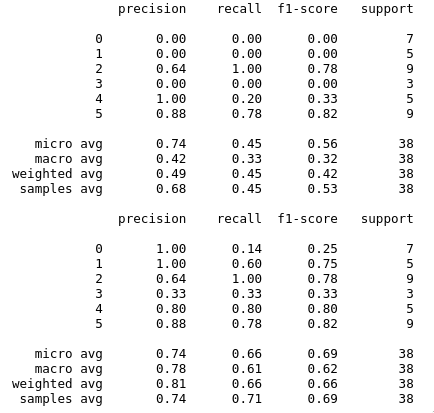 precision recall f1-score support
0 0.00 0.00 0.00 7
1 0.00 0.00 0.00 5
2 0.64 1.00 0.78 9
3 0.00 0.00 0.00 3
4 1.00 0.20 0.33 5
5 0.88 0.78 0.82 9
micro avg 0.74 0.45 0.56 38
macro avg 0.42 0.33 0.32 38
weighted avg 0.49 0.45 0.42 38
samples avg 0.68 0.45 0.53 38
precision recall f1-score support
0 1.00 0.14 0.25 7
1 1.00 0.60 0.75 5
2 0.64 1.00 0.78 9
3 0.33 0.33 0.33 3
4 0.80 0.80 0.80 5
5 0.88 0.78 0.82 9
micro avg 0.74 0.66 0.69 38
macro avg 0.78 0.61 0.62 38
weighted avg 0.81 0.66 0.66 38
samples avg 0.74 0.71 0.69 38